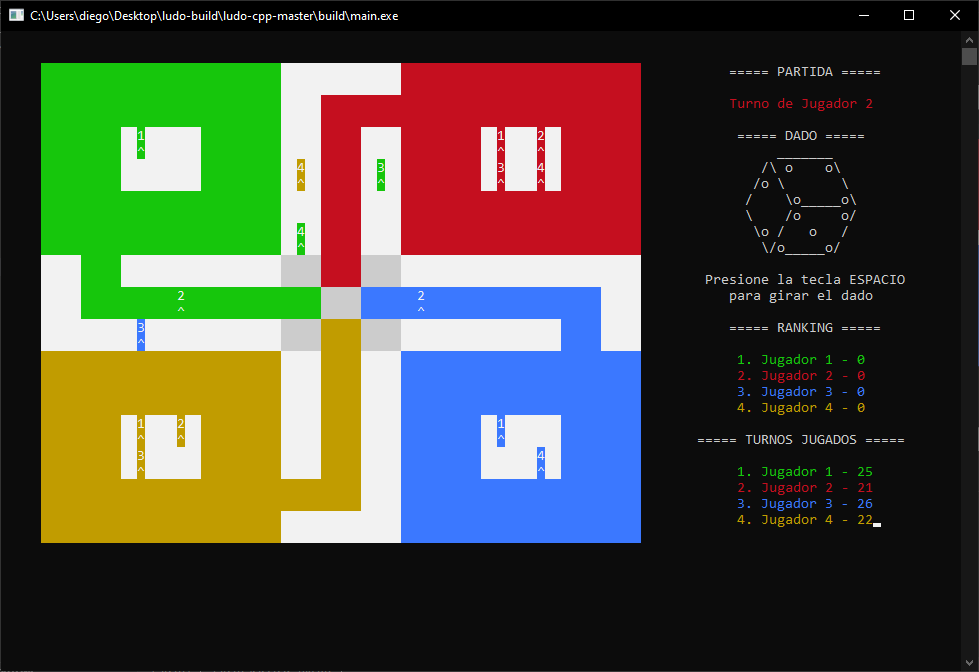 C:\Users\diego\Desktop\ludo-build\ludo-cpp-master\build\main.exe
===== PARTIDA =====
Turno de Jugador 2
===== DADO =====
1
^
1 2
^ ^
3 4
^ ^
4
^
3
^
4
^
2
^
2
^
3
^
1 2
^ ^
3
^
1
^
4
^
Presione la tecla ESPACIO
para girar el dado
===== RANKING =====
1. Jugador 1 - 0
2. Jugador 2 - 0
3. Jugador 3 - 0
4. Jugador 4 - 0
===== TURNOS JUGADOS =====
1. Jugador 1 - 25
2. Jugador 2 - 21
3. Jugador 3 - 26
4. Jugador 4 - 22